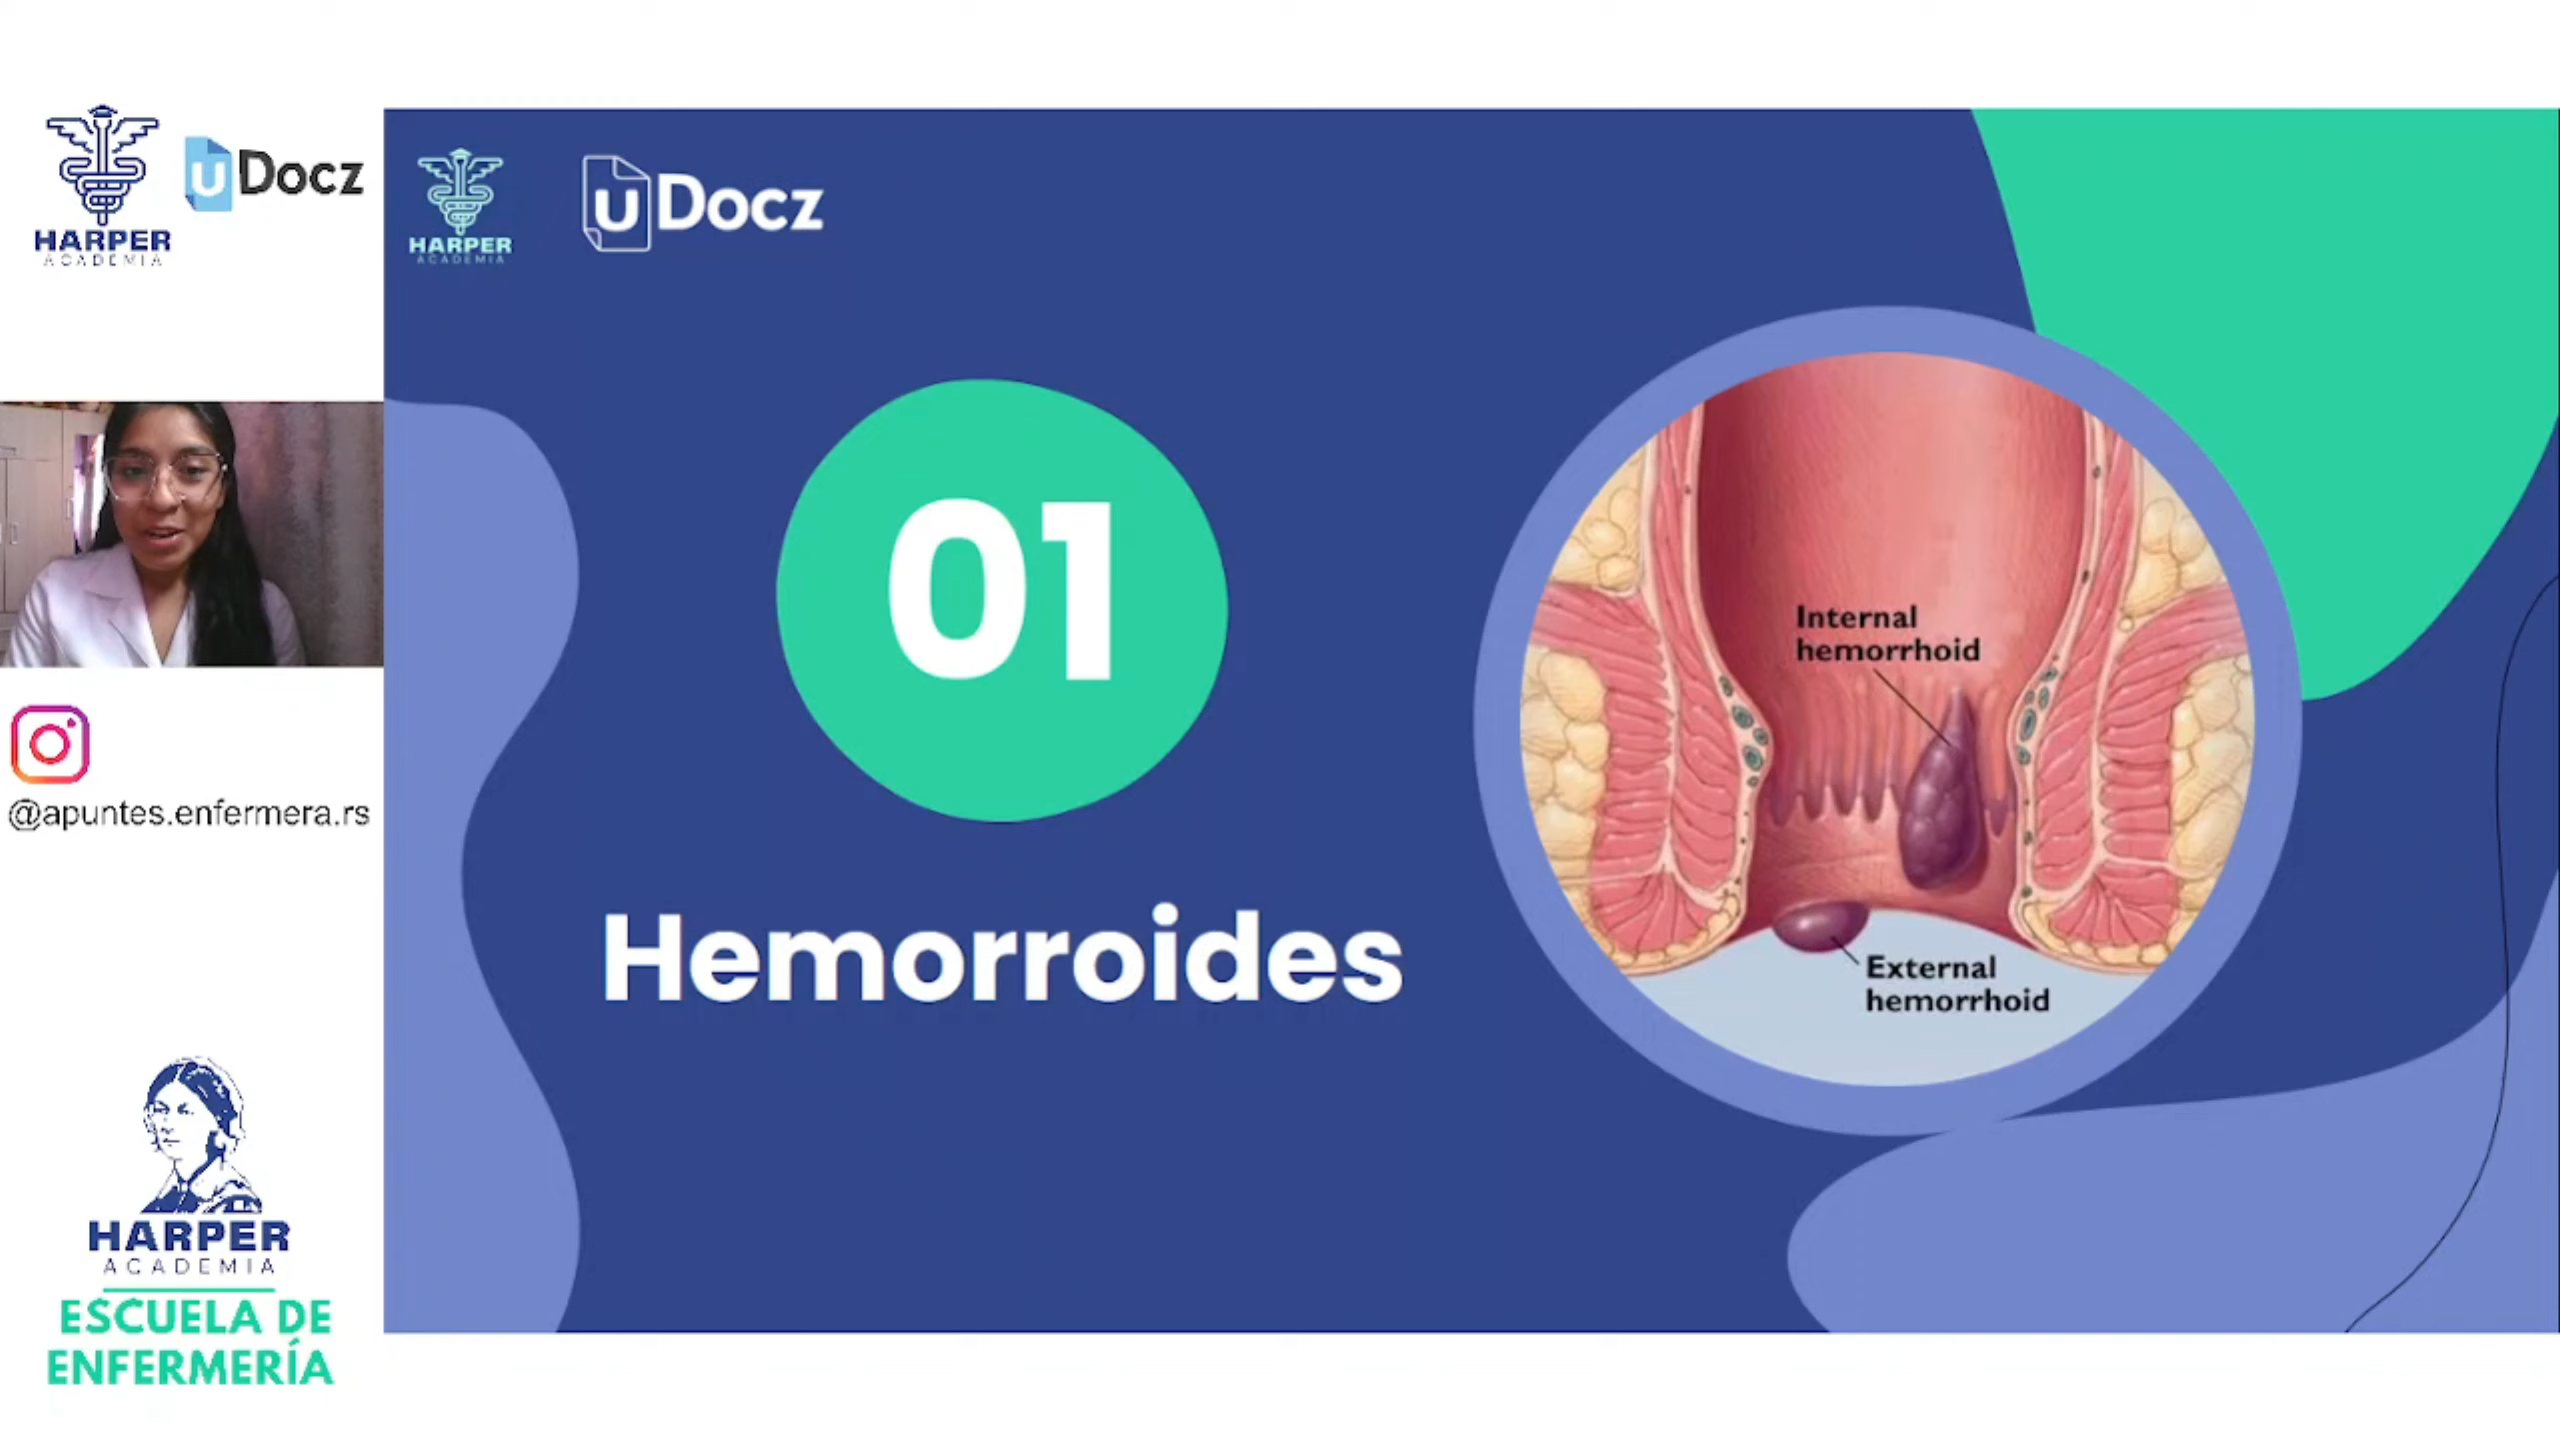 HARPER
ACADEMIA
uDocz
HARPER
ACADEMIA
uDocz
01
Hemorroides
Internal
hemorrhoid
External
hemorrhoid
@apuntes.enfermera.rs
HARPER
ACADEMIA
ESCUELA DE
ENFERMERÍA